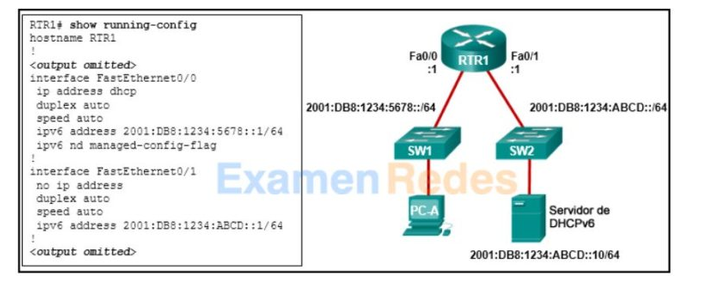 RTR1# show running-config
hostname RTR1
!
<output omitted>
interface FastEthernet0/0
ip address dhcp
duplex auto
speed auto
ipv6 address 2001:DB8:1234:5678::1/64
ipv6 nd managed-config-flag
!
interface FastEthernet0/1
no ip address
duplex auto
speed auto
ipv6 address 2001:DB8:1234:ABCD::1/64
!
<output omitted>
Fa0/0
:1
RTR1
Fa0/1
:1
2001:DB8:1234:5678::/64
2001:DB8:1234:ABCD::/64
SW1
SW2
Examen Redes
PC-A
Servidor de
DHCPv6
2001:DB8:1234:ABCD::10/64